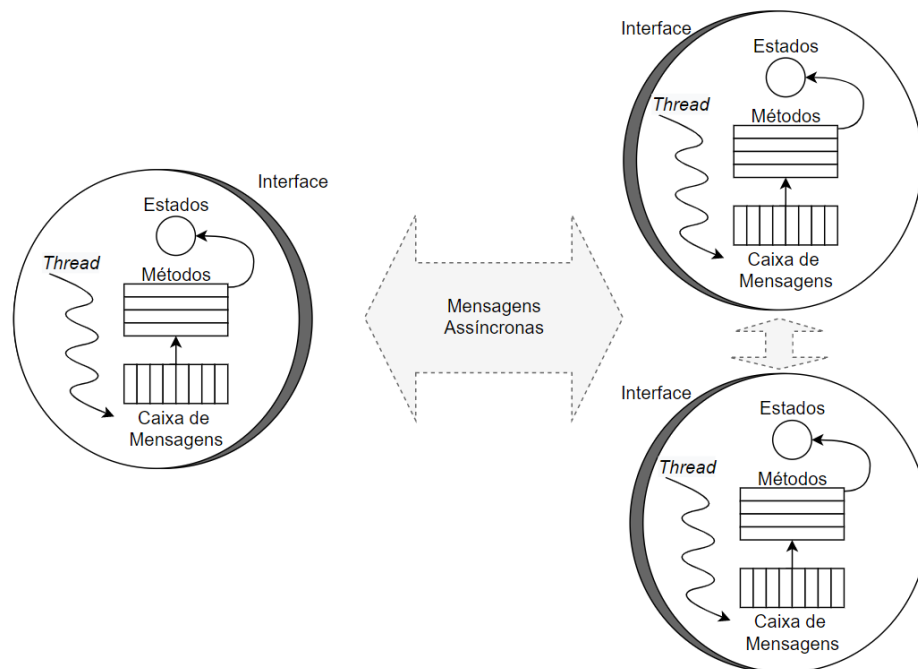 Interface
Estados
Thread
Métodos
Caixa de
Mensagens
Mensagens
Assíncronas
Interface
Estados
Thread
Métodos
Caixa de
Mensagens
Interface
Estados
Thread
Métodos
Caixa de
Mensagens